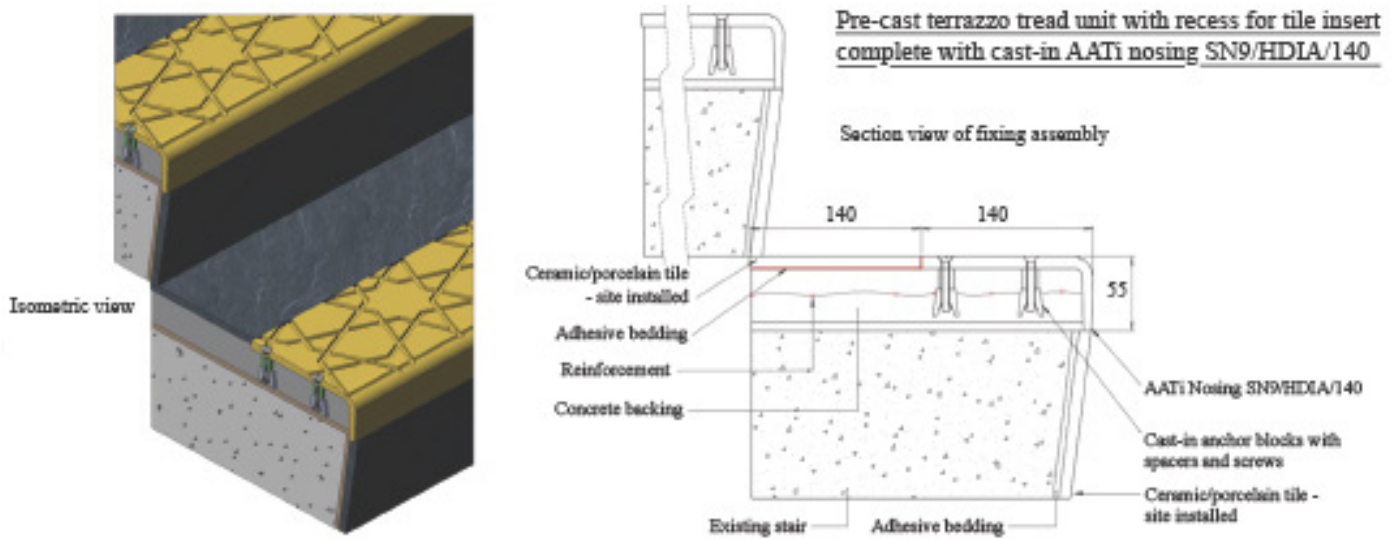 Pre-cast terrazzo tread unit with recess for tile insert
complete with cast-in AATi nosing SN9/HDIA/140
Section view of fixing assembly
Isometric view
140
140
55
Ceramic/porcelain tile
- site installed
Adhesive bedding
Reinforcement
Concrete backing
Existing stair
Adhesive bedding
AATi Nosing SN9/HDIA/140
Cast-in anchor blocks with
spacers and screws
Ceramic/porcelain tile -
site installed